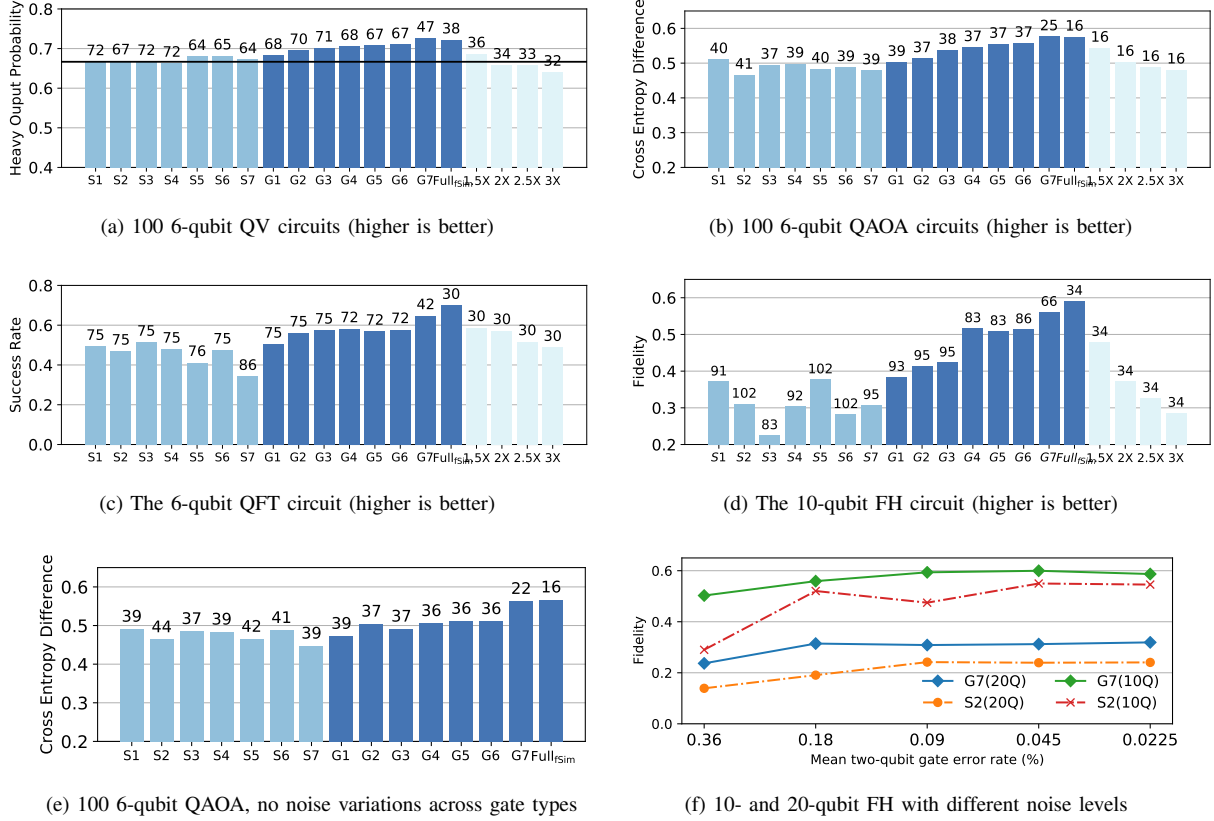 Heavy Ouput Probability
0.8
0.7
0.6
0.5
0.4
72 67 72 72 64 68 64 68 70 71 68 67 67 47 38 36 34 33 32
S1 S2 S3 S4 S5 S6 S7 G1 G2 G3 G4 G5 G6 G7 FullfSim 1.5X 2X 2.5X 3X
(a) 100 6-qubit QV circuits (higher is better)
Cross Entropy Difference
0.6
0.5
0.4
0.3
0.2
40 41 37 39 40 39 39 39 37 38 37 37 37 25 16 16 16 16 16
S1 S2 S3 S4 S5 S6 S7 G1 G2 G3 G4 G5 G6 G7 FullfSim 1.5X 2X 2.5X 3X
(b) 100 6-qubit QAOA circuits (higher is better)
Success Rate
0.8
0.6
0.4
0.2
0.0
75 75 75 75 76 75 86 75 75 75 72 72 72 42 30 30 30 30 30
S1 S2 S3 S4 S5 S6 S7 G1 G2 G3 G4 G5 G6 G7 FullfSim 1.5X 2X 2.5X 3X
(c) The 6-qubit QFT circuit (higher is better)
Fidelity
0.6
0.5
0.4
0.3
0.2
91 102 83 92 102 102 95 93 95 95 83 83 86 66 34 34 34 34 34
S1 S2 S3 S4 S5 S6 S7 G1 G2 G3 G4 G5 G6 G7 FullfSim 1.5X 2X 2.5X 3X
(d) The 10-qubit FH circuit (higher is better)
Cross Entropy Difference
0.6
0.5
0.4
0.3
0.2
39 44 37 39 42 41 39 39 37 37 36 36 36 22 16
S1 S2 S3 S4 S5 S6 S7 G1 G2 G3 G4 G5 G6 G7 FullfSim
(e) 100 6-qubit QAOA, no noise variations across gate types
Fidelity
0.6
0.4
0.2
0.0
G7(20Q) G7(10Q)
S2(20Q) S2(10Q)
0.36 0.18 0.09 0.045 0.0225
Mean two-qubit gate error rate (%)
(f) 10- and 20-qubit FH with different noise levels